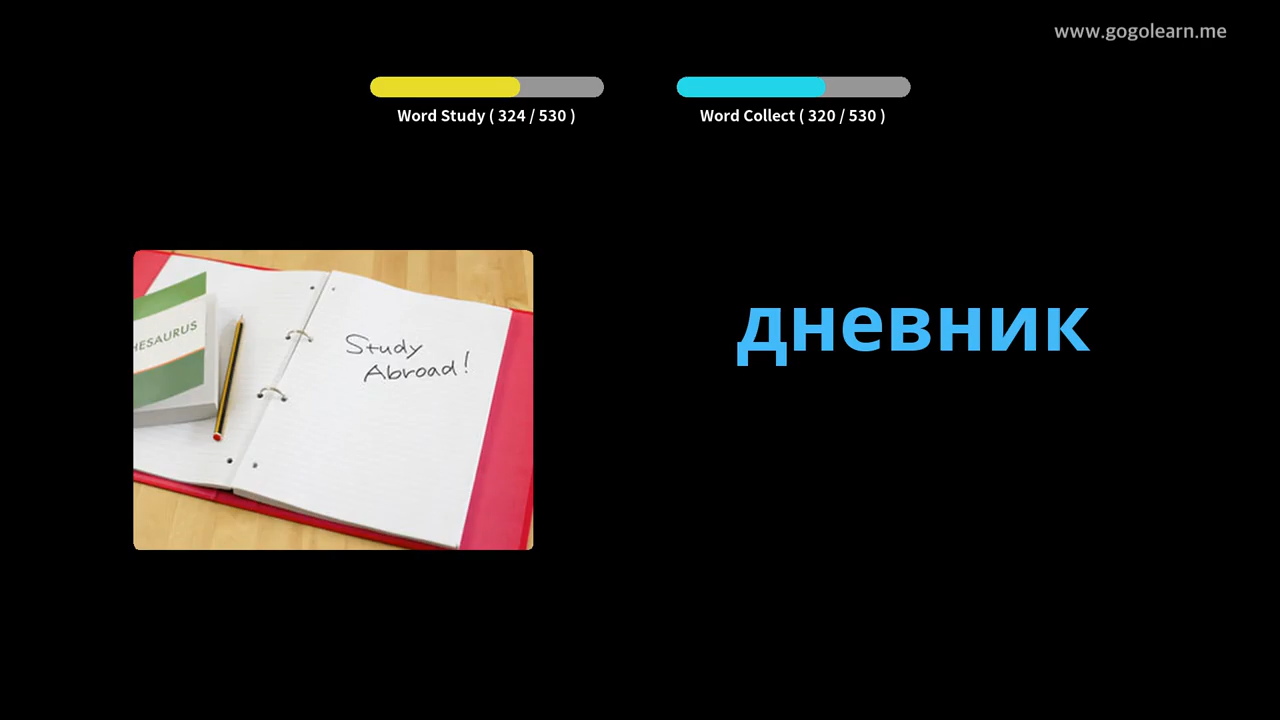 www.gogolearn.me
Word Study ( 324 / 530 )
Word Collect ( 320 / 530 )
HESAURUS
Study
Abroad!
дневник